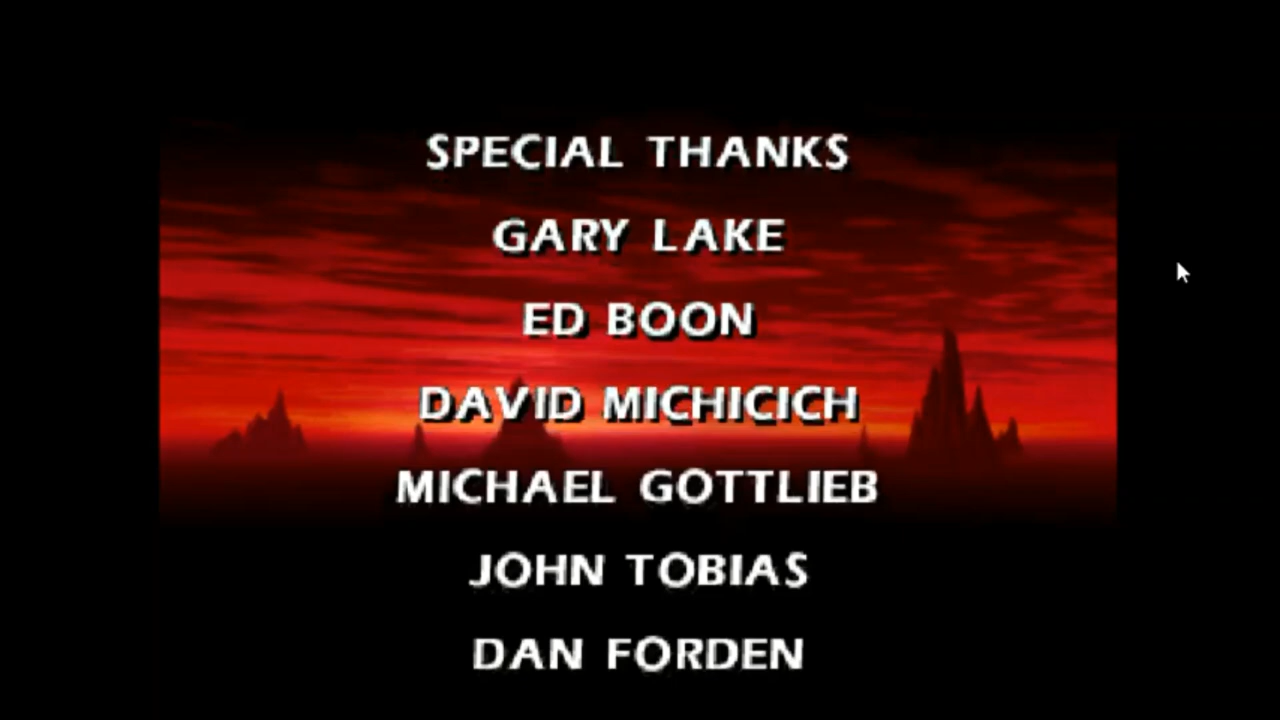 SPECIAL THANKS
GARY LAKE
ED BOON
DAVID MICHICICH
MICHAEL GOTTLIEB
JOHN TOBIAS
DAN FORDEN